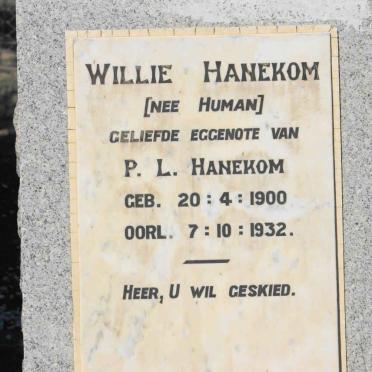 WILLIE HANEKOM
[NEE HUMAN]
GELIEFDE EGGENOTE VAN
P. L. HANEKOM
GEB. 20 : 4 : 1900
OORL. 7 : 10 : 1932.
HEER, U WIL GESKIED.